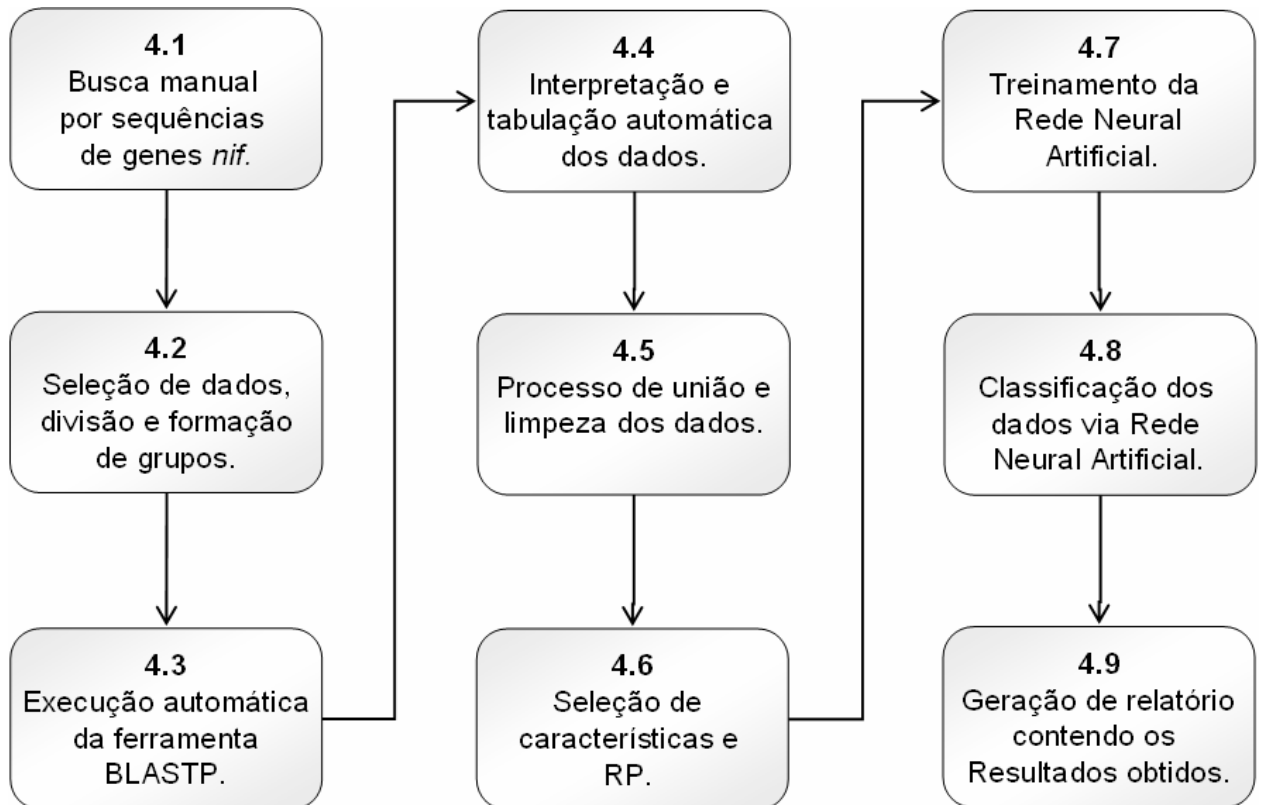 4.1
Busca manual
por sequências
de genes nif.
4.2
Seleção de dados,
divisão e formação
de grupos.
4.3
Execução automática
da ferramenta
BLASTP.
4.4
Interpretação e
tabulação automática
dos dados.
4.5
Processo de união e
limpeza dos dados.
4.6
Seleção de
características e
RP.
4.7
Treinamento da
Rede Neural
Artificial.
4.8
Classificação dos
dados via Rede
Neural Artificial.
4.9
Geração de relatório
contendo os
Resultados obtidos.